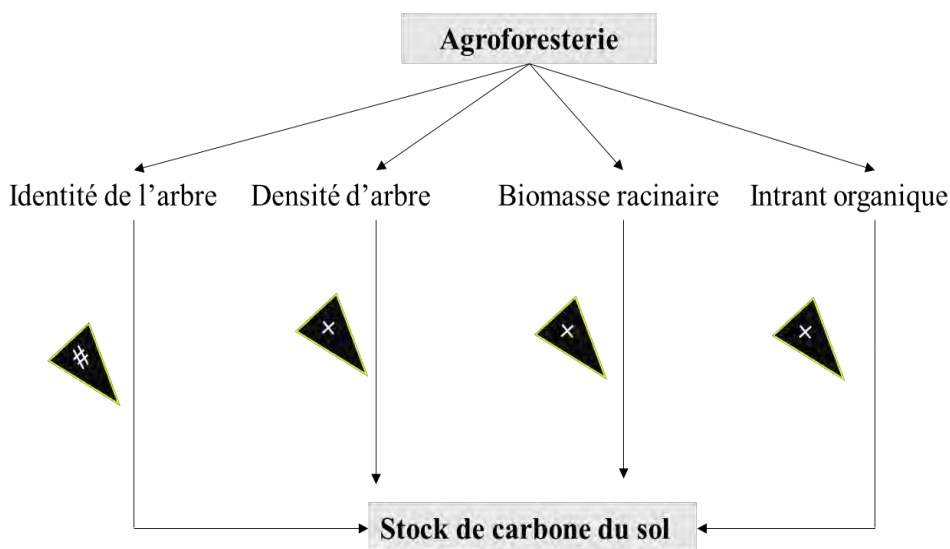 Agroforesterie
Identité de l’arbre Densité d’arbre Biomasse racinaire Intrant organique
# + + +
Stock de carbone du sol